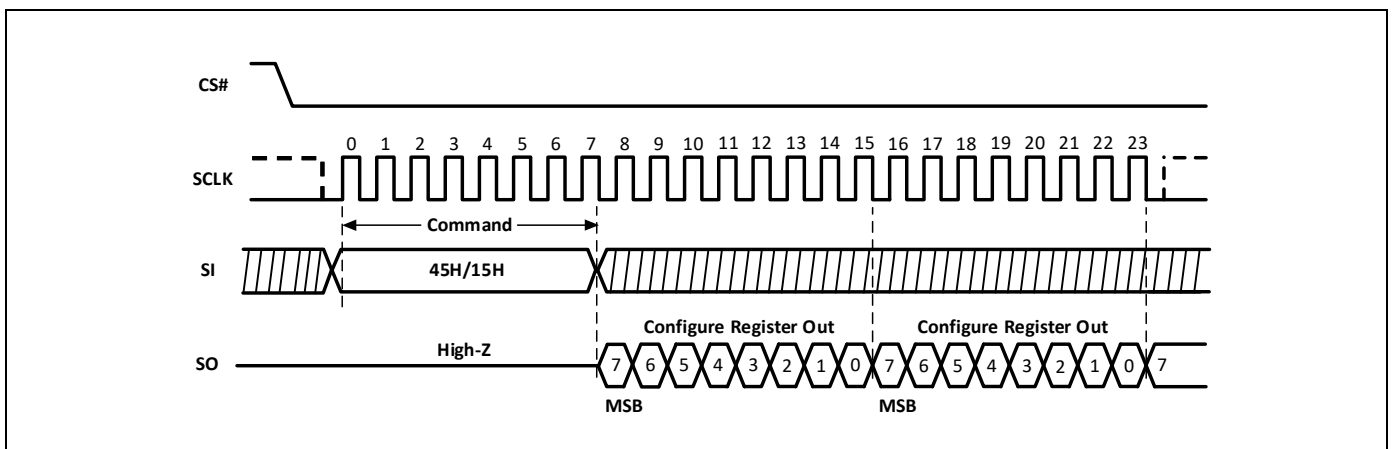 CS#
0 1 2 3 4 5 6 7 8 9 10 11 12 13 14 15 16 17 18 19 20 21 22 23
SCLK
Command
SI
45H/15H
Configure Register Out Configure Register Out
High-Z
SO
7 6 5 4 3 2 1 0 7 6 5 4 3 2 1 0 7
MSB MSB